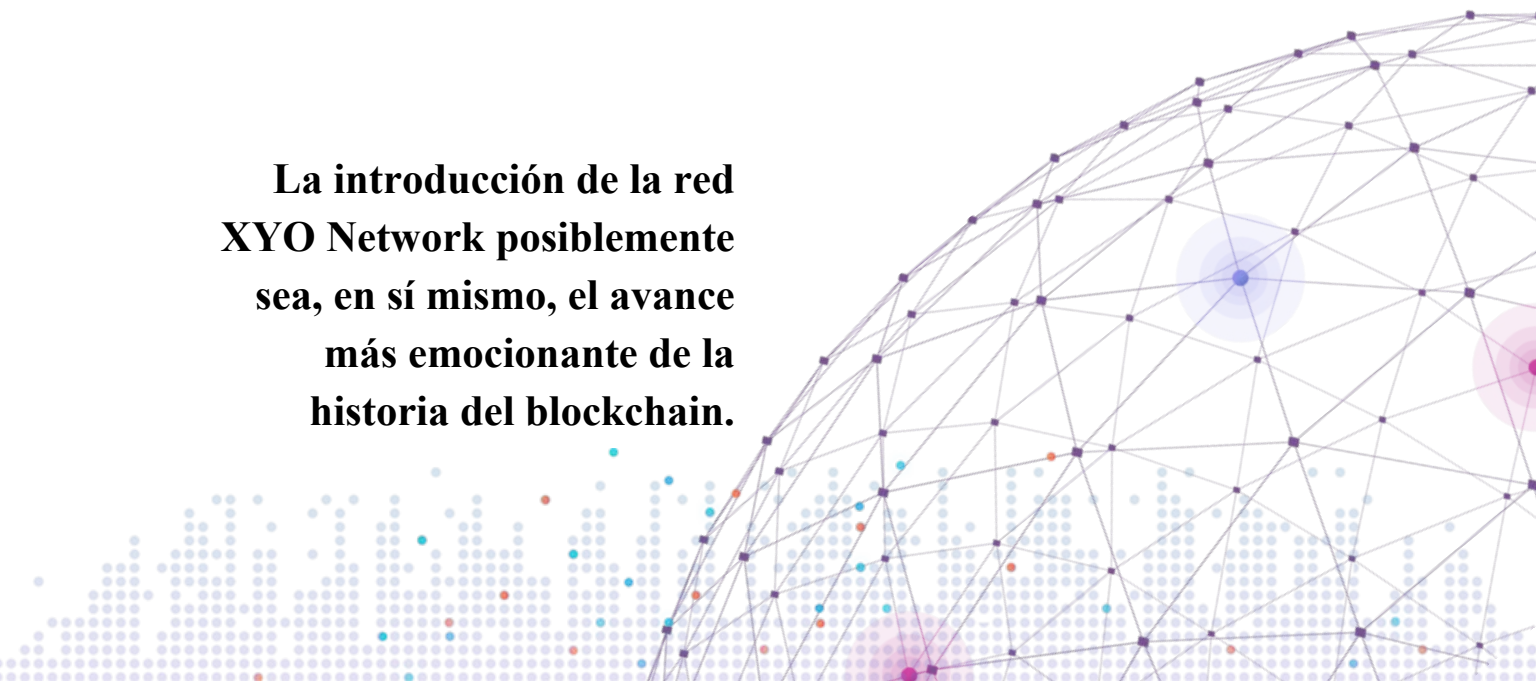 La introducción de la red
XYO Network posiblemente
sea, en sí mismo, el avance
más emocionante de la
historia del blockchain.